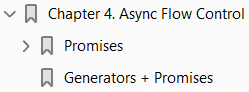 Chapter 4. Async Flow Control
Promises
Generators + Promises